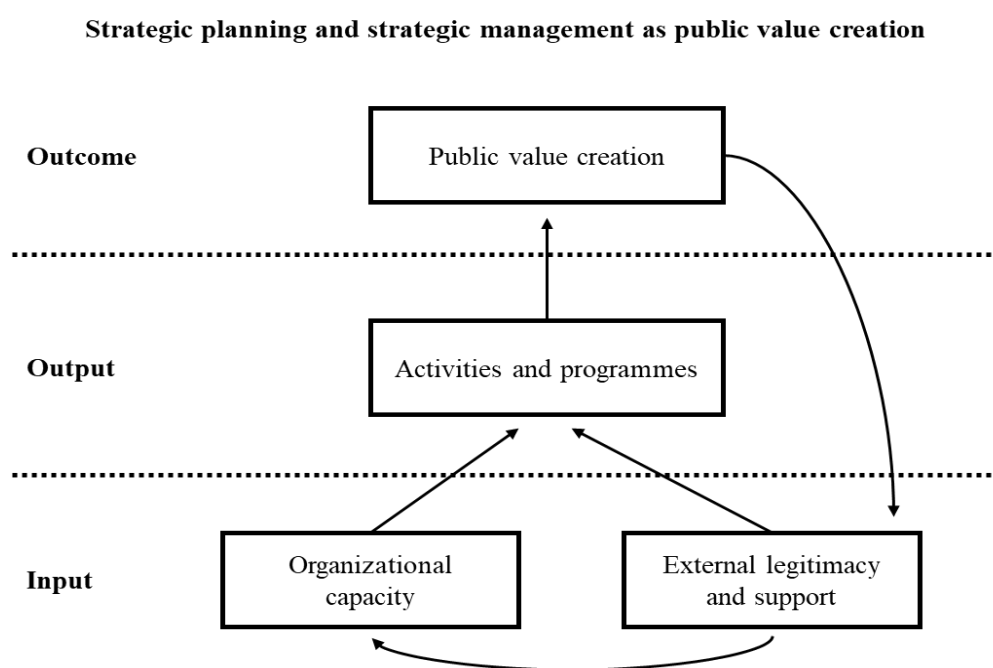 Strategic planning and strategic management as public value creation
Outcome
Public value creation
Output
Activities and programmes
Input
Organizational
capacity
External legitimacy
and support